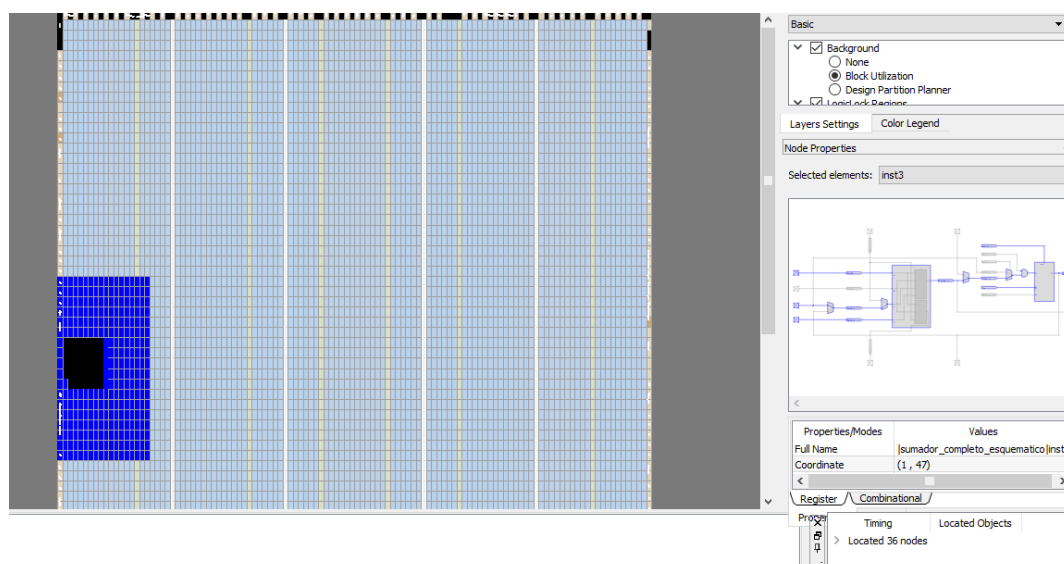 Basic
Background
None
Block Utilization
Design Partition Planner
LogicLock Regions
Layers Settings Color Legend
Node Properties
Selected elements: inst3
Properties/Modes Values
Full Name |sumador_completo_esquematico|inst
Coordinate (1 , 47)
Register Combinational
Proper
Timing Located Objects
Located 36 nodes